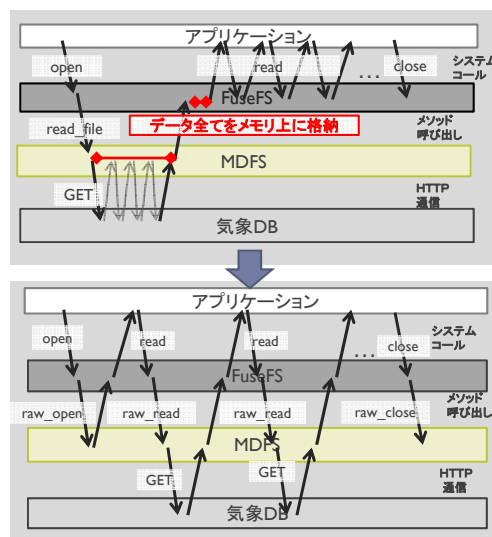 アプリケーション
open
read
...
close
システム
コール
FuseFS
read_file
データ全てをメモリ上に格納
メソッド
呼び出し
MDFS
GET
HTTP
通信
気象DB
アプリケーション
open
read
read
...
close
システム
コール
FuseFS
raw_open
raw_read
raw_read
raw_close
メソッド
呼び出し
MDFS
GET
GET
HTTP
通信
気象DB